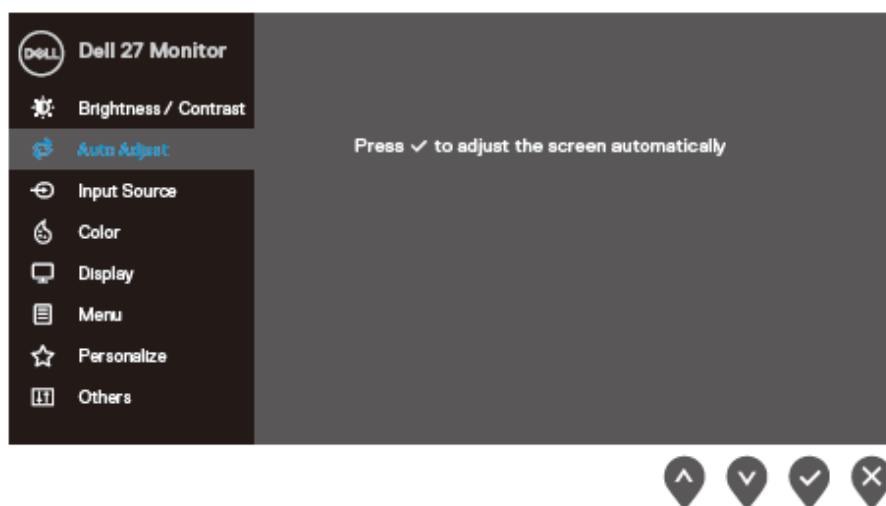 DELL
Dell 27 Monitor
Brightness / Contrast
Auto Adjust
Press ✓ to adjust the screen automatically
Input Source
Color
Display
Menu
Personalize
Others